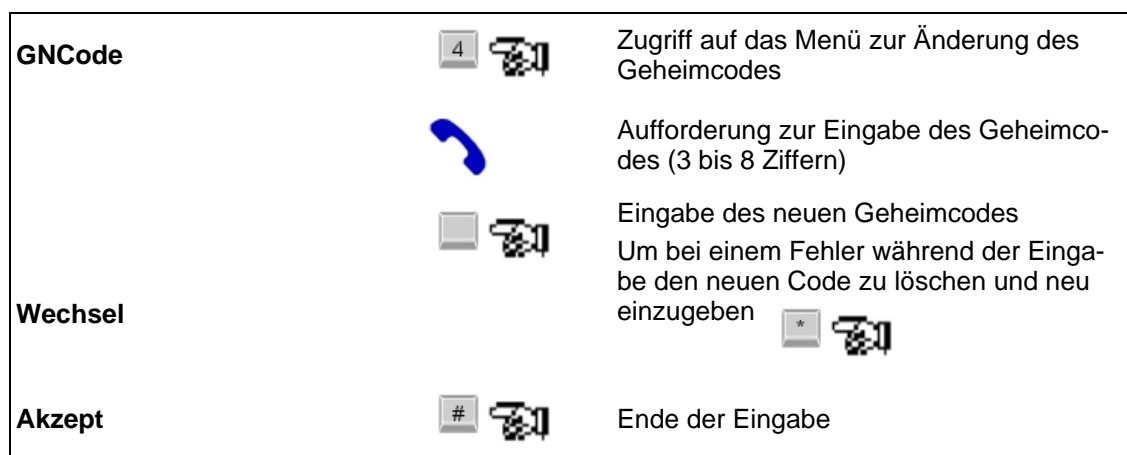 GNCode 4 Zugriff auf das Menü zur Änderung des
Geheimcodes
Aufforderung zur Eingabe des Geheimco-
des (3 bis 8 Ziffern)
Eingabe des neuen Geheimcodes
Um bei einem Fehler während der Einga-
be den neuen Code zu löschen und neu
Wechsel einzugeben *
Akzept # Ende der Eingabe